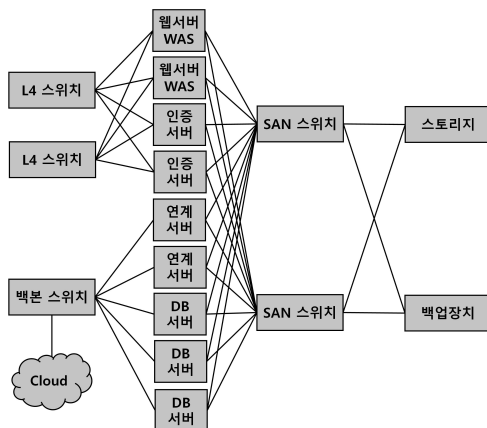 웹서버
WAS
웹서버
WAS
L4 스위치
인증
서버
SAN 스위치
스토리지
L4 스위치
인증
서버
연계
서버
연계
서버
백본 스위치
DB
서버
SAN 스위치
백업장치
DB
서버
Cloud
DB
서버